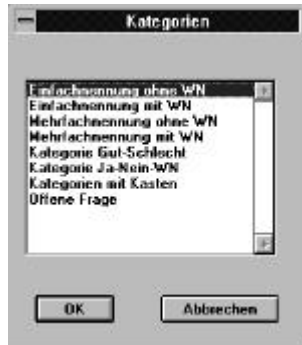 Kategorien
Einfachnennung ohne WN
Einfachnennung mit WN
Mehrfachnennung ohne WN
Mehrfachnennung mit WN
Kategorie Gut-Schlecht
Kategorie Ja-Nein-WN
Kategorien mit Kasten
Offene Frage
OK
Abbrechen